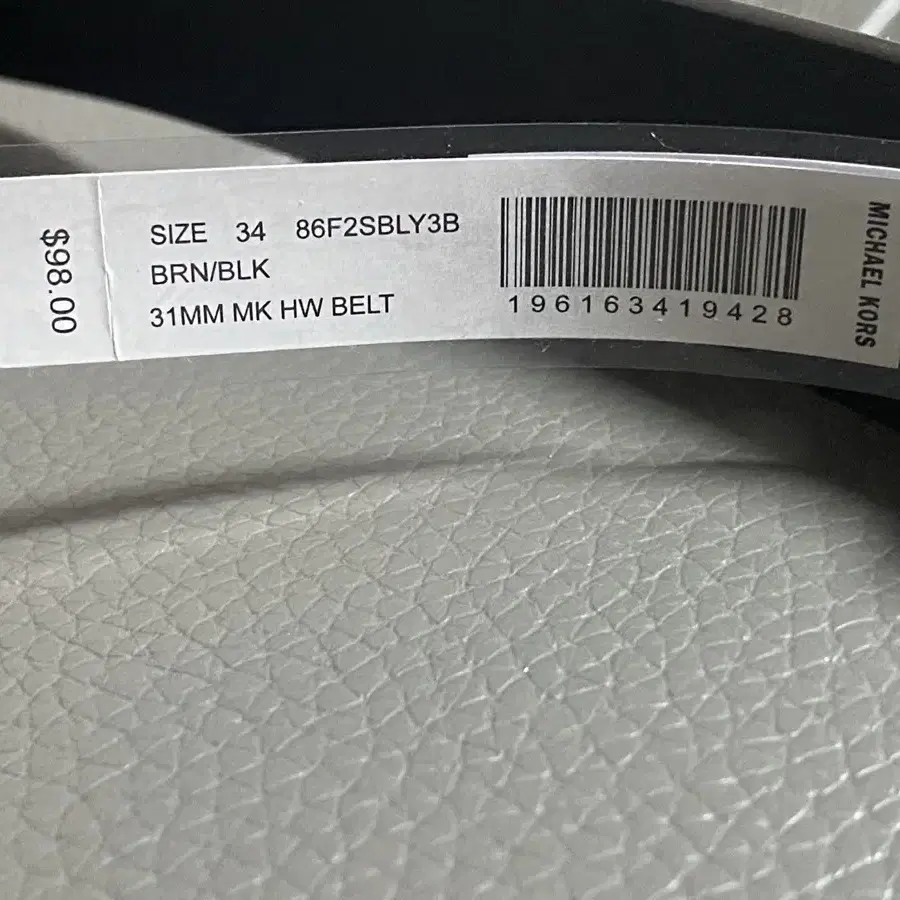 $98.00
SIZE 34 86F2SBLY3B
BRN/BLK
31MM MK HW BELT
196163419428
MICHAEL KORS